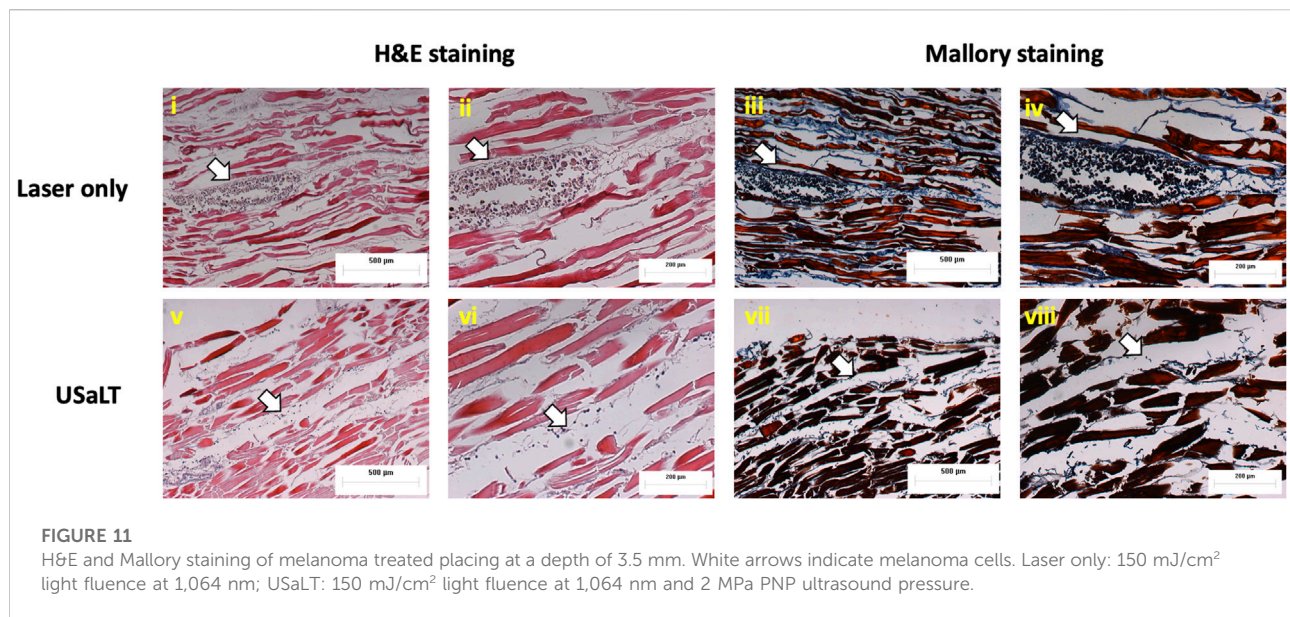 H&E staining
Mallory staining
Laser only
i
ii
iii
iv
500 µm
200 µm
500 µm
200 µm
USaLT
v
vi
vii
viii
500 µm
200 µm
500 µm
200 µm
FIGURE 11
H&E and Mallory staining of melanoma treated placing at a depth of 3.5 mm. White arrows indicate melanoma cells. Laser only: 150 mJ/cm²
light fluence at 1,064 nm; USaLT: 150 mJ/cm² light fluence at 1,064 nm and 2 MPa PNP ultrasound pressure.